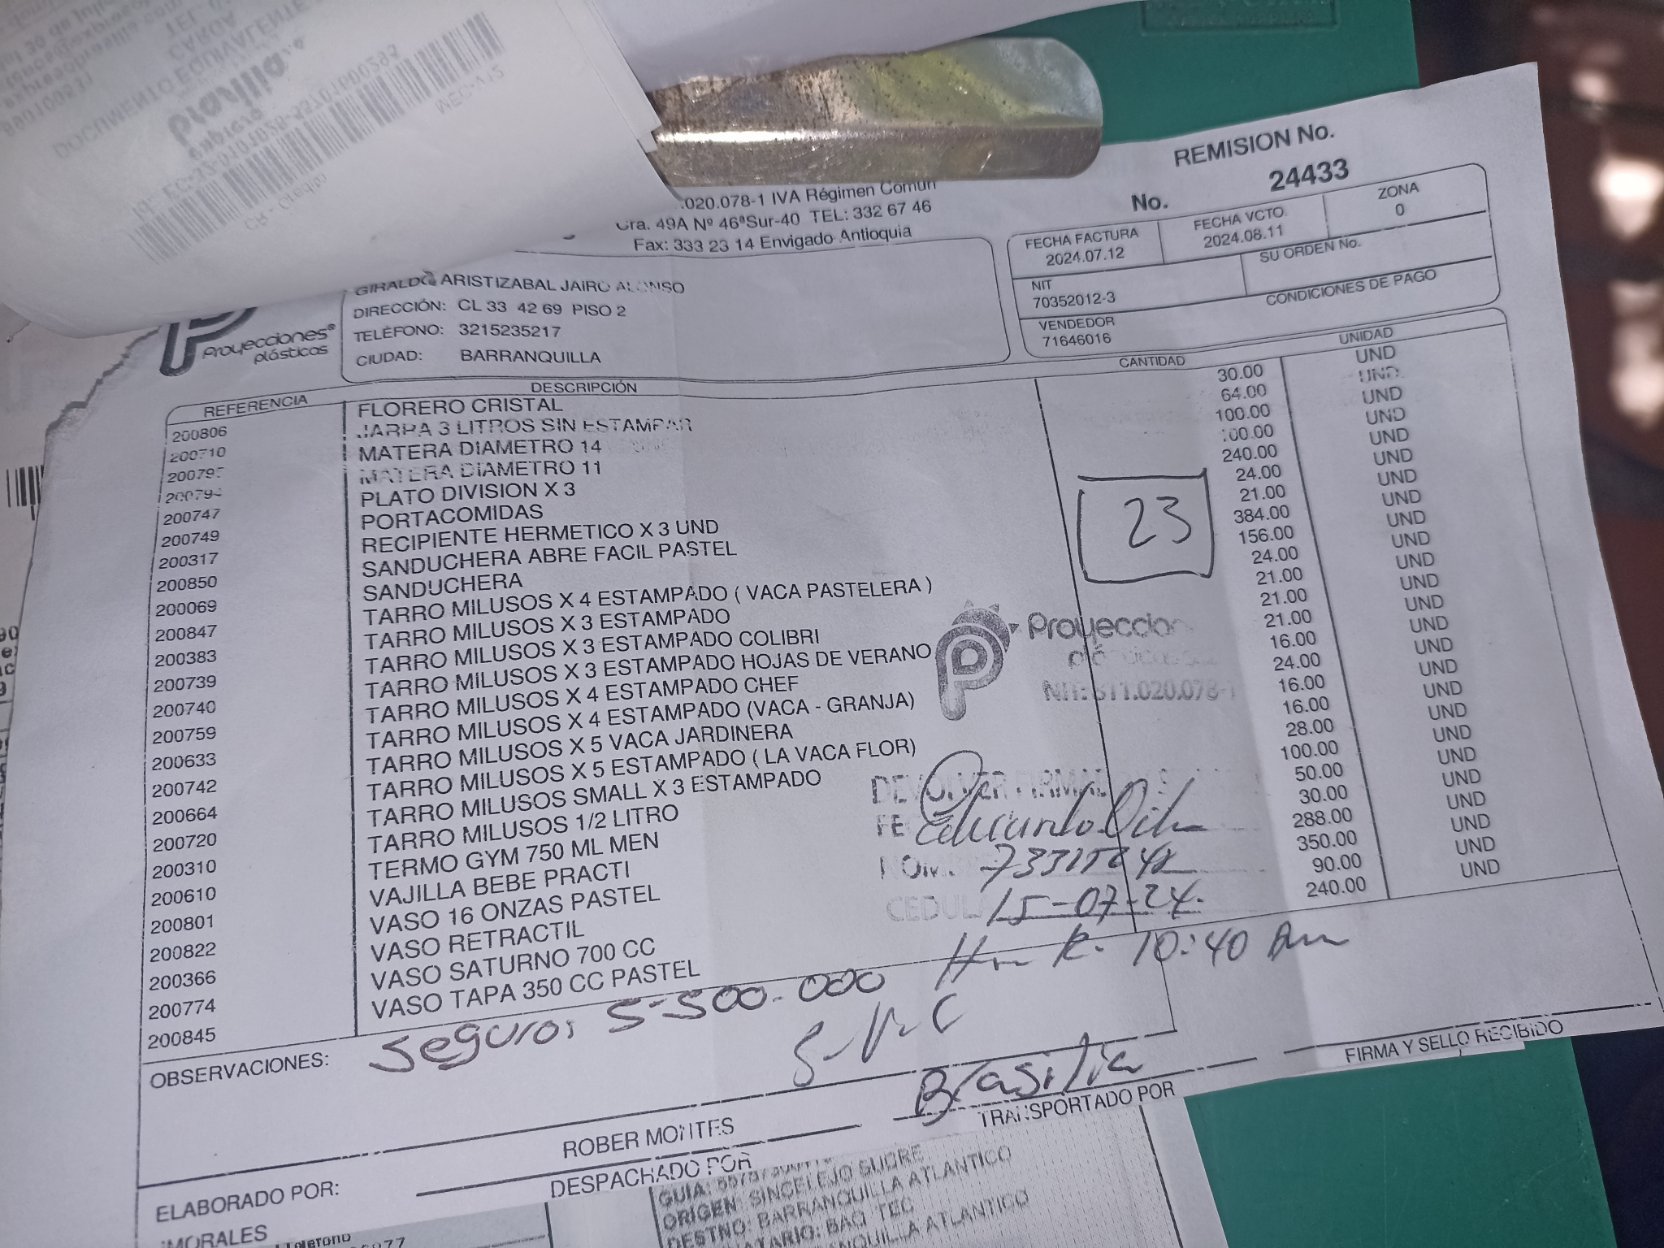 DOCUMENTO EQUIVALENTE
CARGA
brasilia
express
.020.078-1 IVA Régimen Común
Cra. 49A Nº 46ªSur-40 TEL: 332 67 46
Fax: 333 23 14 Envigado Antioquia
REMISION No.
No. 24433
FECHA FACTURA
2024.07.12
FECHA VCTO
2024.08.11
ZONA
0
NIT
70352012-3
SU ORDEN No.
VENDEDOR
71646016
CONDICIONES DE PAGO
Proyecciones®
plásticas
GIRALDO ARISTIZABAL JAIRO ALONSO
DIRECCIÓN: CL 33 42 69 PISO 2
TELÉFONO: 3215235217
CIUDAD: BARRANQUILLA
REFERENCIA DESCRIPCIÓN CANTIDAD UNIDAD
200806 FLORERO CRISTAL 30.00 UND
200710 JARRA 3 LITROS SIN ESTAMPAR 64.00 UND
MATERA DIAMETRO 14 100.00 UND
MATERA DIAMETRO 11 100.00 UND
200747 PLATO DIVISION X 3 240.00 UND
200749 PORTACOMIDAS 24.00 UND
200317 RECIPIENTE HERMETICO X 3 UND 21.00 UND
200850 SANDUCHERA ABRE FACIL PASTEL 384.00 UND
200069 SANDUCHERA 156.00 UND
200847 TARRO MILUSOS X 4 ESTAMPADO ( VACA PASTELERA ) 24.00 UND
200383 TARRO MILUSOS X 3 ESTAMPADO 21.00 UND
200739 TARRO MILUSOS X 3 ESTAMPADO COLIBRI 21.00 UND
200740 TARRO MILUSOS X 3 ESTAMPADO HOJAS DE VERANO 21.00 UND
200759 TARRO MILUSOS X 4 ESTAMPADO CHEF 16.00 UND
200633 TARRO MILUSOS X 4 ESTAMPADO (VACA - GRANJA) 24.00 UND
200742 TARRO MILUSOS X 5 VACA JARDINERA 16.00 UND
200664 TARRO MILUSOS X 5 ESTAMPADO ( LA VACA FLOR) 16.00 UND
200720 TARRO MILUSOS SMALL X 3 ESTAMPADO 28.00 UND
200310 TARRO MILUSOS 1/2 LITRO 100.00 UND
200610 TERMO GYM 750 ML MEN 50.00 UND
200801 VAJILLA BEBE PRACTI 30.00 UND
200822 VASO 16 ONZAS PASTEL 288.00 UND
200366 VASO RETRACTIL 350.00 UND
200774 VASO SATURNO 700 CC 90.00 UND
200845 VASO TAPA 350 CC PASTEL 240.00 UND
23
Proyeccion
NIT: 811.020.078-1
DEVOLVER FIRMAD
15-07-24.
10:40 Am
OBSERVACIONES: Seguro: 5-500-000
Brasilia
ROBER MONTES
DESPACHADO POR
TRANSPORTADO POR
FIRMA Y SELLO RECIBIDO
ELABORADO POR:
MORALES
ORIGEN: SINCELEJO SUCRE
DESTNO: BARRANQUILLA ATLANTICO